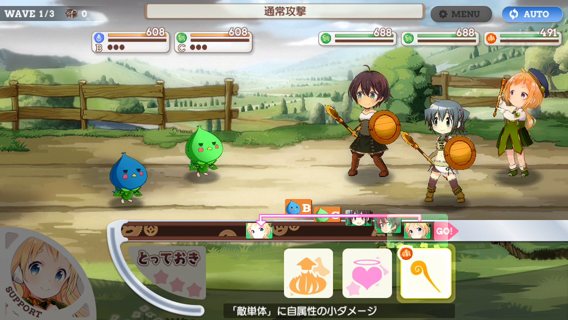 WAVE 1/3 0
通常攻撃
MENU
AUTO
608
B
608
C
688
688
491
B
C
GO!
とっておき
SUPPORT
「敵単体」に自属性の小ダメージ